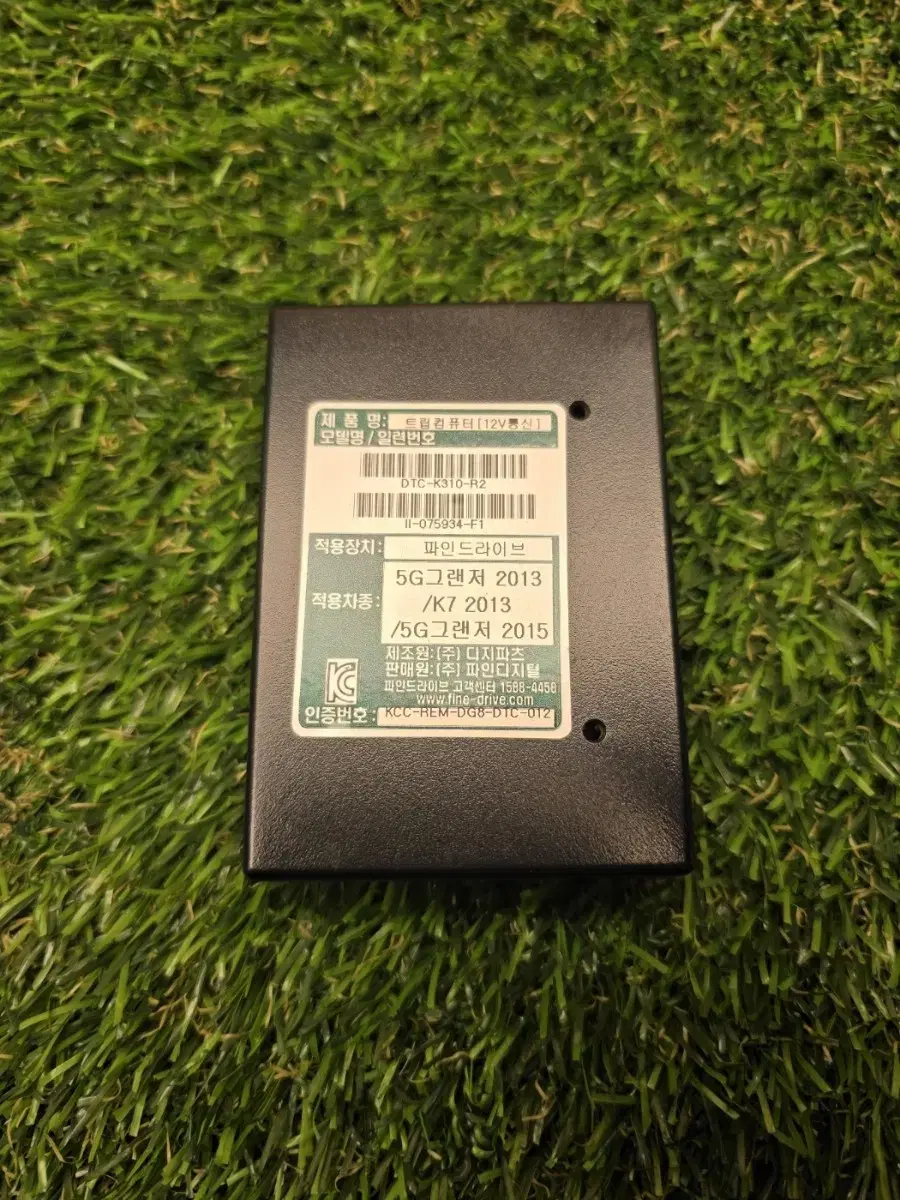 제 품 명: 트립컴퓨터[12V통신]
모델명/일련번호
DTC-K310-R2
II-075934-F1
적용장치: 파인드라이브
적용차종: 5G그랜저 2013
/K7 2013
/5G그랜저 2015
제조원:(주) 디지파츠
판매원:(주) 파인디지털
파인드라이브 고객센터 1588-4458
www.fine-drive.com
인증번호: KCC-REM-DG8-DTC-012